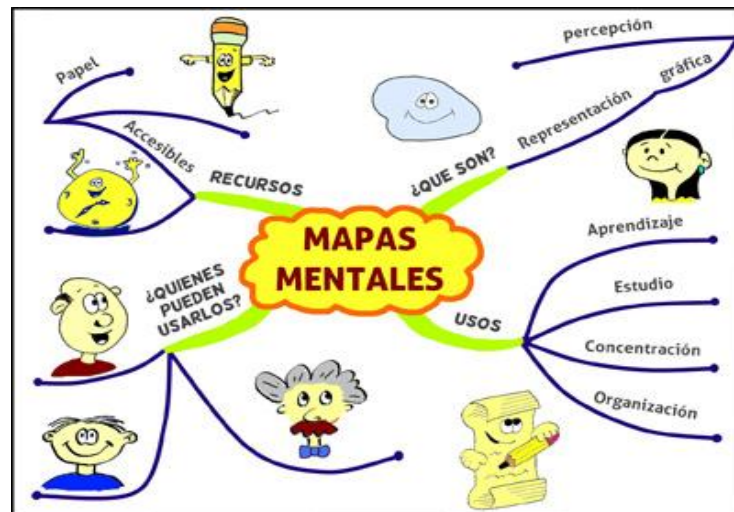 MAPAS
MENTALES
¿QUE SON?
Representación
gráfica
percepción
USOS
Aprendizaje
Estudio
Concentración
Organización
¿QUIENES
PUEDEN
USARLOS?
RECURSOS
Accesibles
Papel